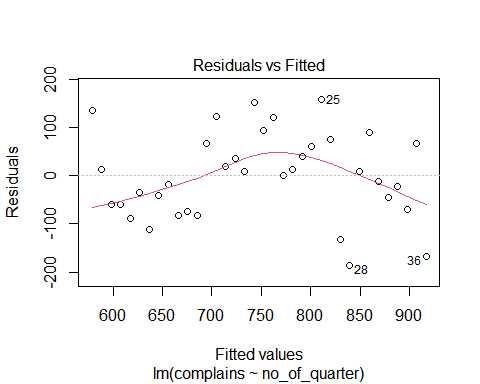 Residuals vs Fitted
Residuals
200
100
0
-100
-200
25
28
36
600 650 700 750 800 850 900
Fitted values
lm(complains ~ no_of_quarter)